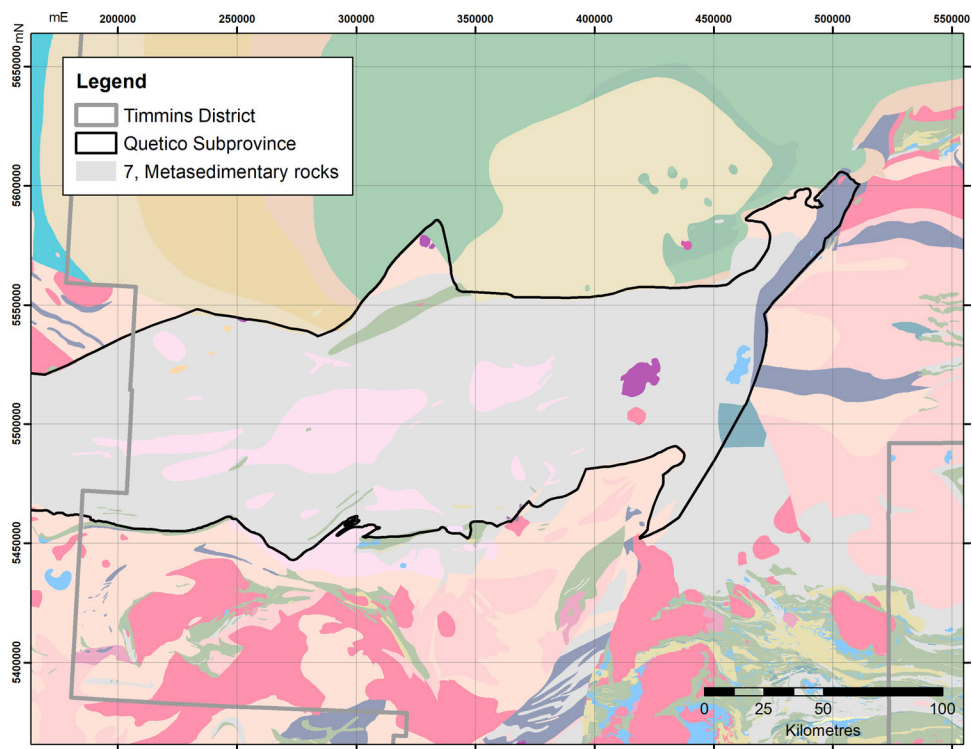 mE 200000 250000 300000 350000 400000 450000 500000 550000
mN
5650000
5600000
5550000
5500000
5450000
5400000
Legend
Timmins District
Quetico Subprovince
7, Metasedimentary rocks
0 25 50 100
Kilometres